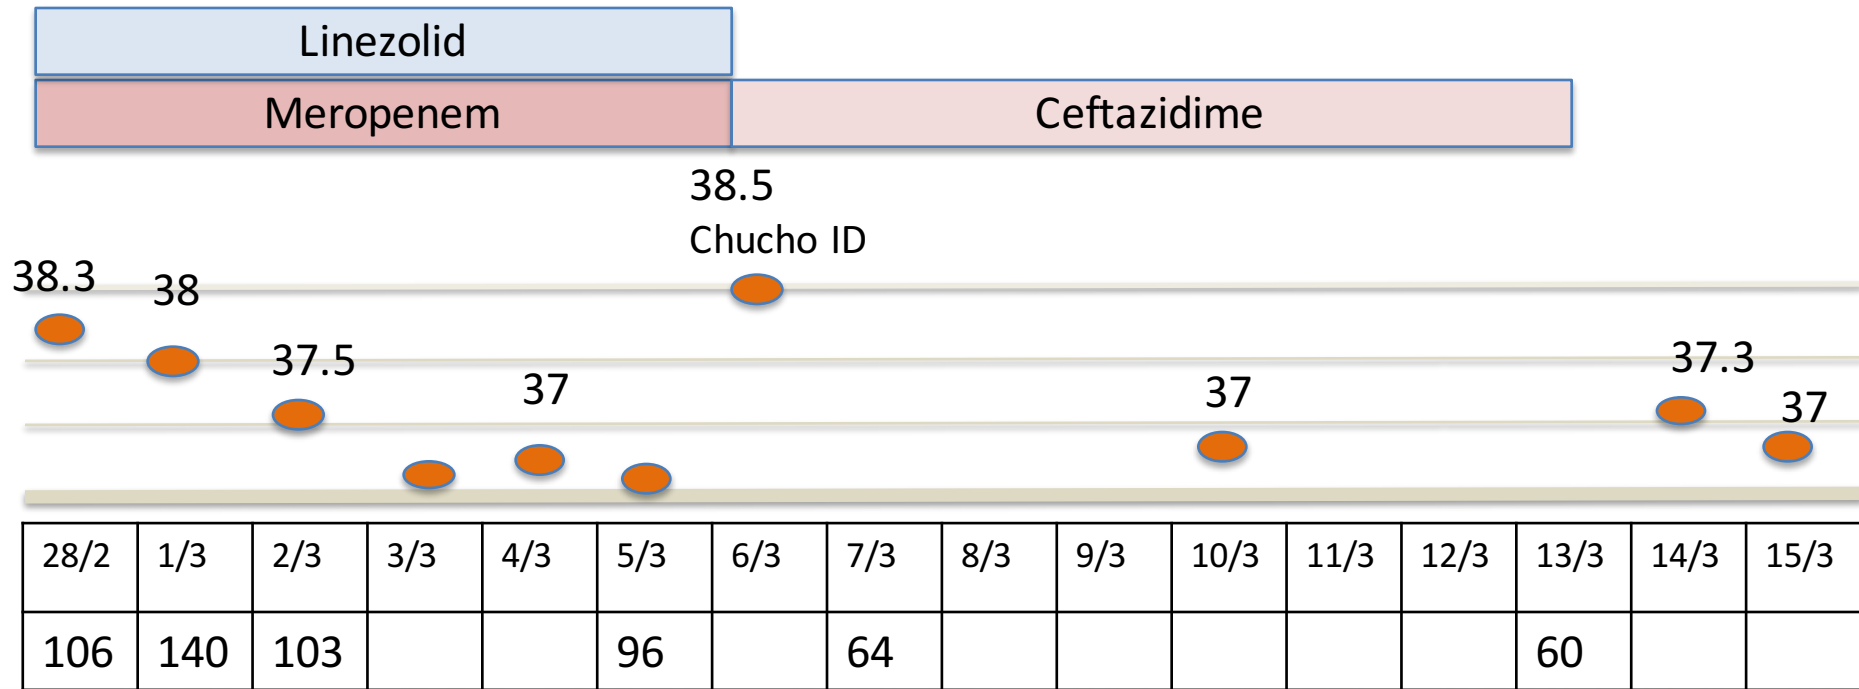 Linezolid
Meropenem Ceftazidime
38.5
Chucho ID
38.3 38
37.5 37 37 37.3 37
28/2 1/3 2/3 3/3 4/3 5/3 6/3 7/3 8/3 9/3 10/3 11/3 12/3 13/3 14/3 15/3
106 140 103 96 64 60